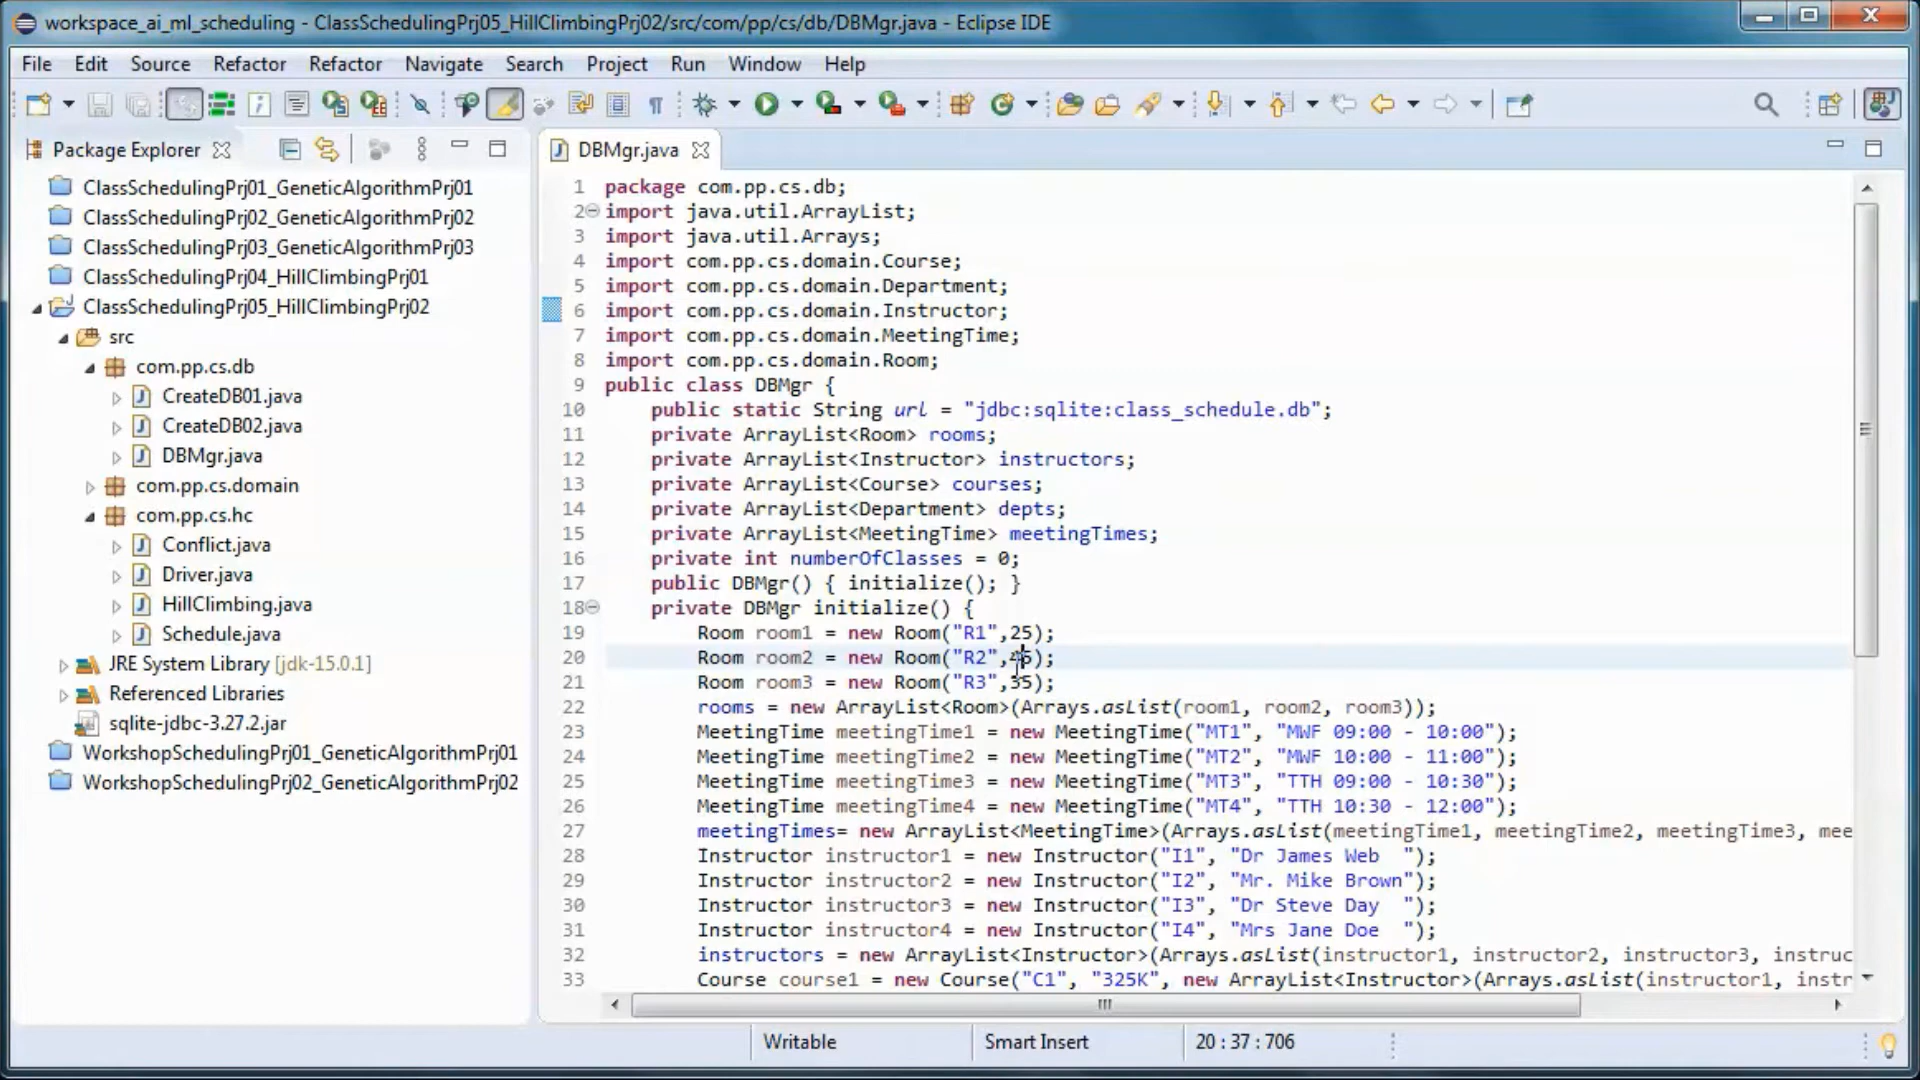 workspace_ai_ml_scheduling - ClassSchedulingPrj05_HillClimbingPrj02/src/com/pp/cs/db/DBMgr.java - Eclipse IDE
File Edit Source Refactor Refactor Navigate Search Project Run Window Help
Package Explorer
ClassSchedulingPrj01_GeneticAlgorithmPrj01
ClassSchedulingPrj02_GeneticAlgorithmPrj02
ClassSchedulingPrj03_GeneticAlgorithmPrj03
ClassSchedulingPrj04_HillClimbingPrj01
ClassSchedulingPrj05_HillClimbingPrj02
src
com.pp.cs.db
CreateDB01.java
CreateDB02.java
DBMgr.java
com.pp.cs.domain
com.pp.cs.hc
Conflict.java
Driver.java
HillClimbing.java
Schedule.java
JRE System Library [jdk-15.0.1]
Referenced Libraries
sqlite-jdbc-3.27.2.jar
WorkshopSchedulingPrj01_GeneticAlgorithmPrj01
WorkshopSchedulingPrj02_GeneticAlgorithmPrj02
DBMgr.java
1 package com.pp.cs.db;
2 import java.util.ArrayList;
3 import java.util.Arrays;
4 import com.pp.cs.domain.Course;
5 import com.pp.cs.domain.Department;
6 import com.pp.cs.domain.Instructor;
7 import com.pp.cs.domain.MeetingTime;
8 import com.pp.cs.domain.Room;
9 public class DBMgr {
10 public static String url = "jdbc:sqlite:class_schedule.db";
11 private ArrayList<Room> rooms;
12 private ArrayList<Instructor> instructors;
13 private ArrayList<Course> courses;
14 private ArrayList<Department> depts;
15 private ArrayList<MeetingTime> meetingTimes;
16 private int numberOfClasses = 0;
17 public DBMgr() { initialize(); }
18 private DBMgr initialize() {
19 Room room1 = new Room("R1",25);
20 Room room2 = new Room("R2",45);
21 Room room3 = new Room("R3",35);
22 rooms = new ArrayList<Room>(Arrays.asList(room1, room2, room3));
23 MeetingTime meetingTime1 = new MeetingTime("MT1", "MWF 09:00 - 10:00");
24 MeetingTime meetingTime2 = new MeetingTime("MT2", "MWF 10:00 - 11:00");
25 MeetingTime meetingTime3 = new MeetingTime("MT3", "TTH 09:00 - 10:30");
26 MeetingTime meetingTime4 = new MeetingTime("MT4", "TTH 10:30 - 12:00");
27 meetingTimes= new ArrayList<MeetingTime>(Arrays.asList(meetingTime1, meetingTime2, meetingTime3, mee
28 Instructor instructor1 = new Instructor("I1", "Dr James Web  ");
29 Instructor instructor2 = new Instructor("I2", "Mr. Mike Brown");
30 Instructor instructor3 = new Instructor("I3", "Dr Steve Day  ");
31 Instructor instructor4 = new Instructor("I4", "Mrs Jane Doe  ");
32 instructors = new ArrayList<Instructor>(Arrays.asList(instructor1, instructor2, instructor3, instruc
33 Course course1 = new Course("C1", "325K", new ArrayList<Instructor>(Arrays.asList(instructor1, instr
Writable Smart Insert 20 : 37 : 706